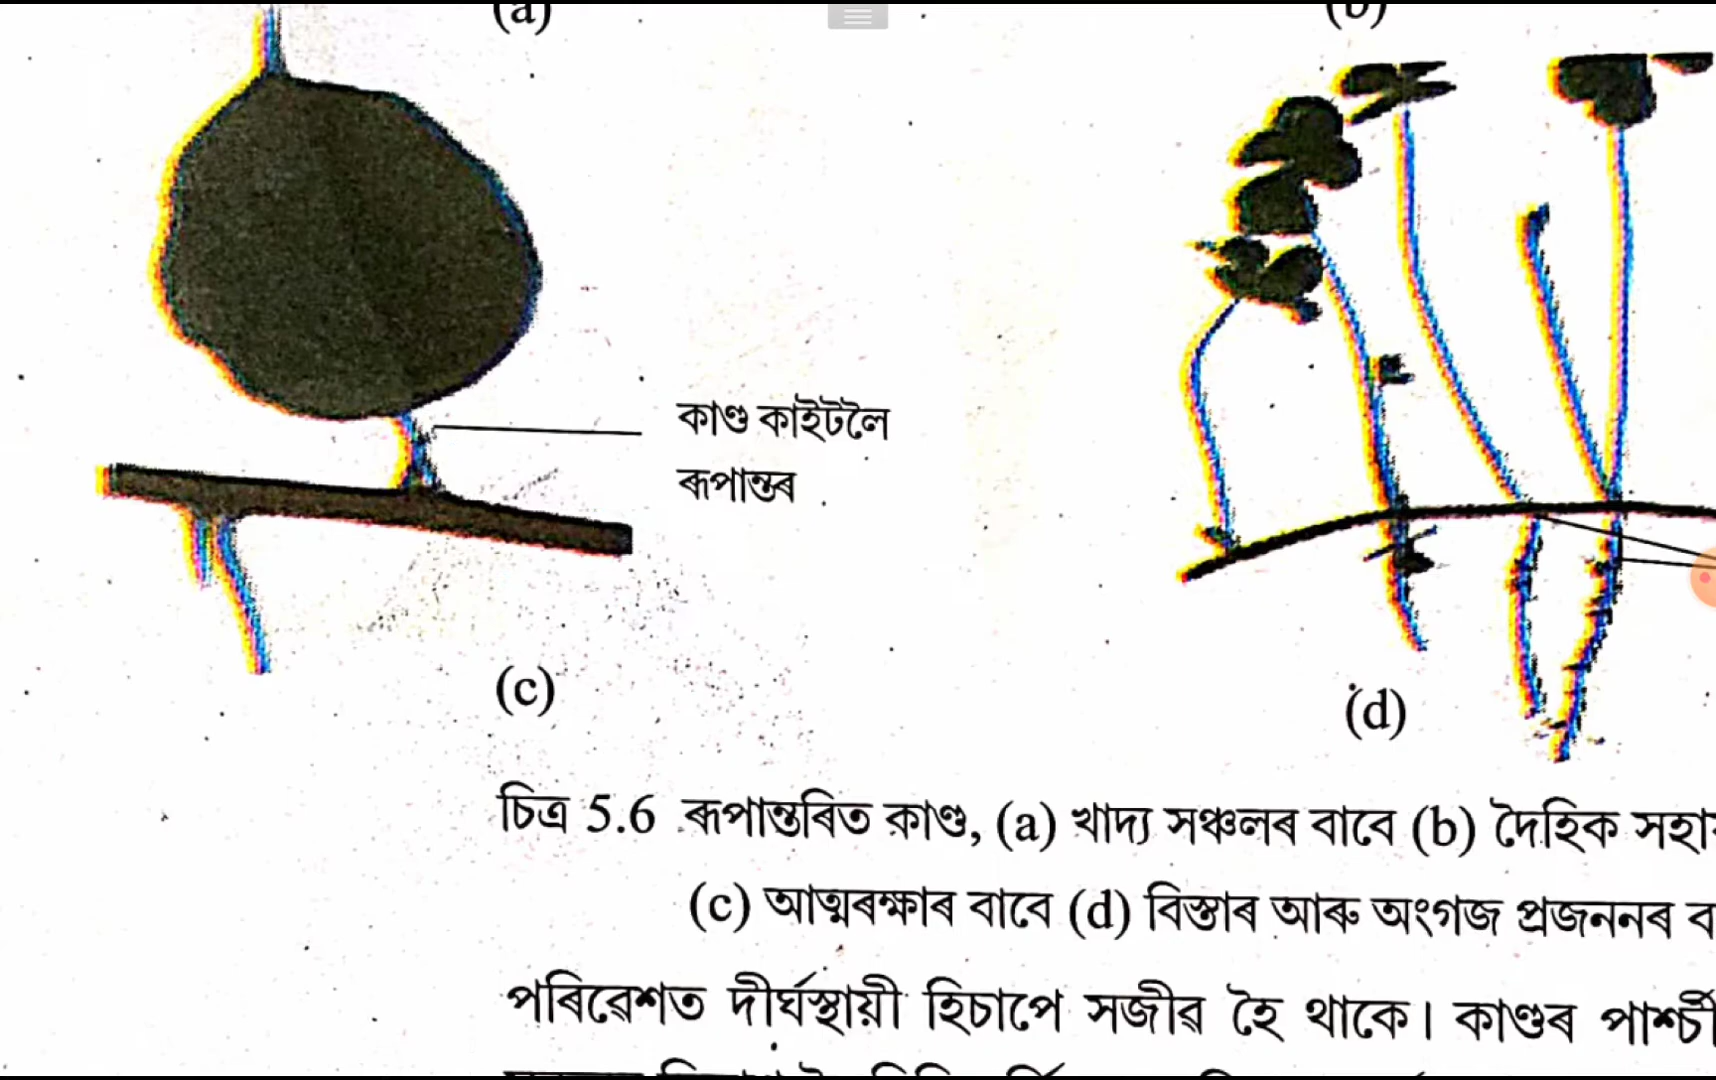 (a) (b)
কাণ্ড কাইটলৈ
ৰূপান্তৰ
(c) (d)
চিত্ৰ 5.6 ৰূপান্তৰিত কাণ্ড, (a) খাদ্য সঞ্চলৰ বাবে (b) দৈহিক
(c) আত্মৰক্ষাৰ বাবে (d) বিস্তাৰ আৰু অংগজ প্ৰজননৰ
পৰিৱেশত দীৰ্ঘস্থায়ী হিচাপে সজীৱ হৈ থাকে। কাণ্ডৰ